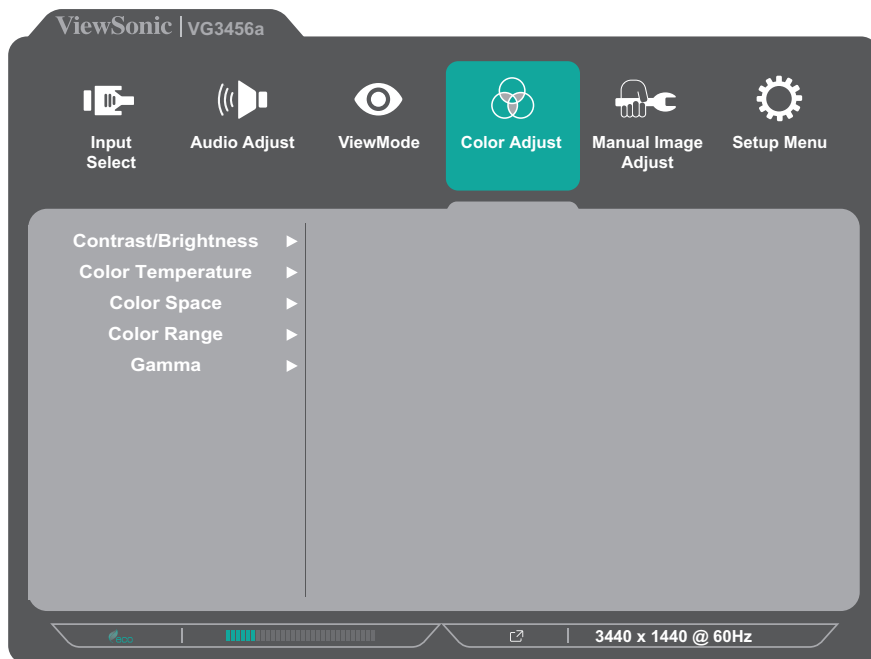 ViewSonic | VG3456a
Input
Select
Audio Adjust
ViewMode
Color Adjust
Manual Image
Adjust
Setup Menu
Contrast/Brightness
Color Temperature
Color Space
Color Range
Gamma
eco
3440 x 1440 @ 60Hz